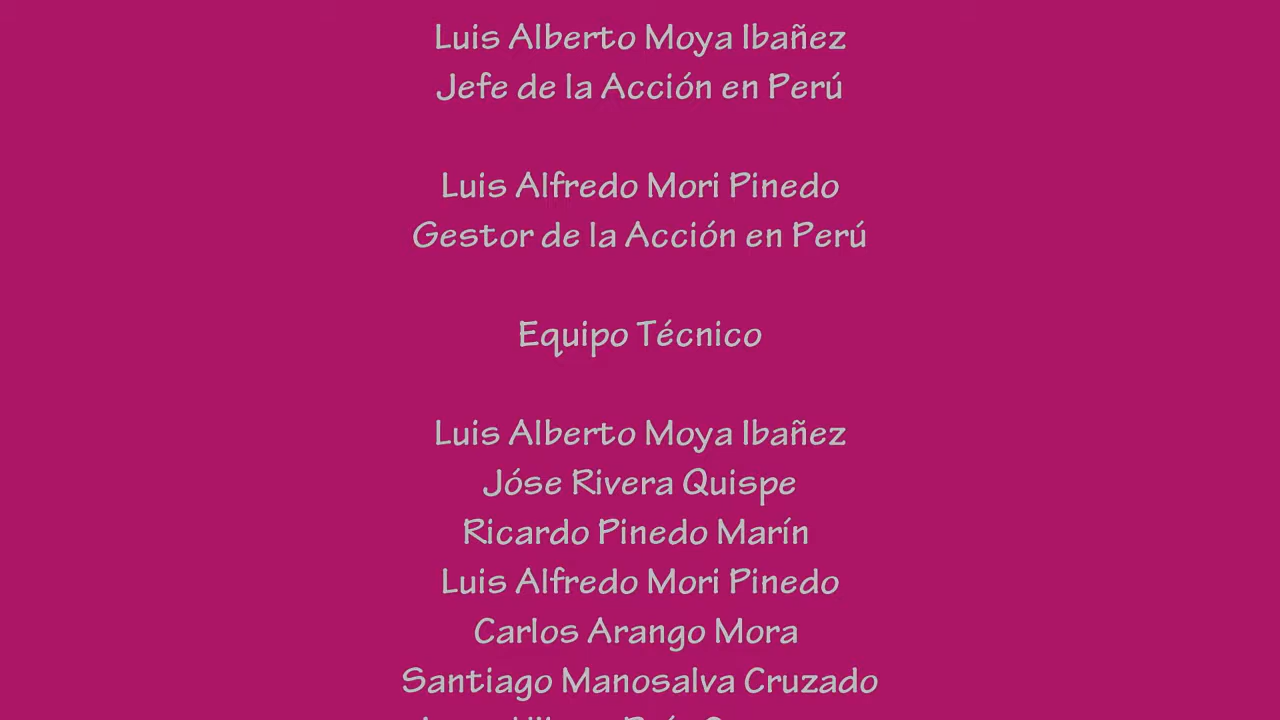 Luis Alberto Moya Ibañez
Jefe de la Acción en Perú
Luis Alfredo Mori Pinedo
Gestor de la Acción en Perú
Equipo Técnico
Luis Alberto Moya Ibañez
Jóse Rivera Quispe
Ricardo Pinedo Marín
Luis Alfredo Mori Pinedo
Carlos Arango Mora
Santiago Manosalva Cruzado